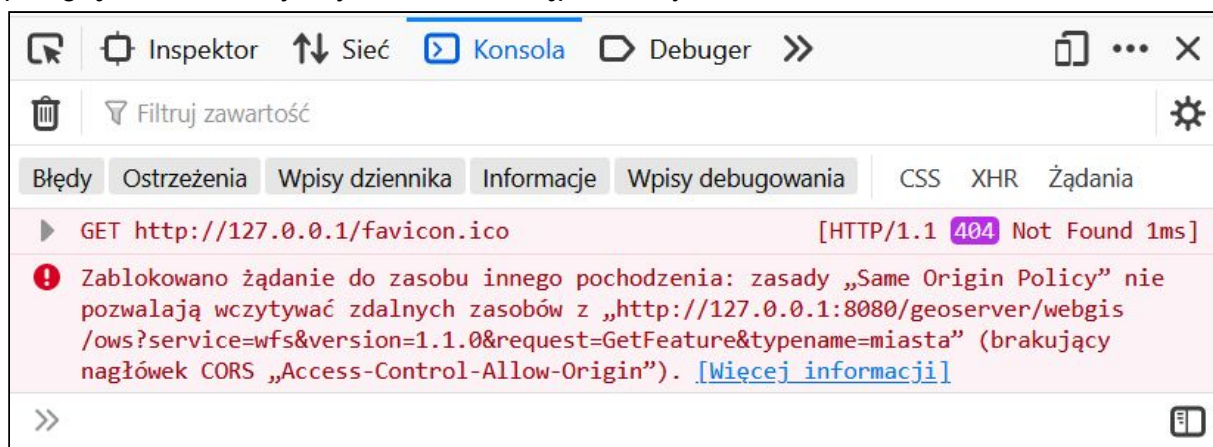 Inspektor Sieć Konsola Debuger
Filtruj zawartość
Błędy Ostrzeżenia Wpisy dziennika Informacje Wpisy debugowania CSS XHR Żądania
GET http://127.0.0.1/favicon.ico [HTTP/1.1 404 Not Found 1ms]
Zablokowano żądanie do zasobu innego pochodzenia: zasady „Same Origin Policy” nie
pozwalają wczytywać zdalnych zasobów z „http://127.0.0.1:8080/geoserver/webgis
/ows?service=wfs&version=1.1.0&request=GetFeature&typename=miasta” (brakujący
nagłówek CORS „Access-Control-Allow-Origin”). [Więcej informacji]